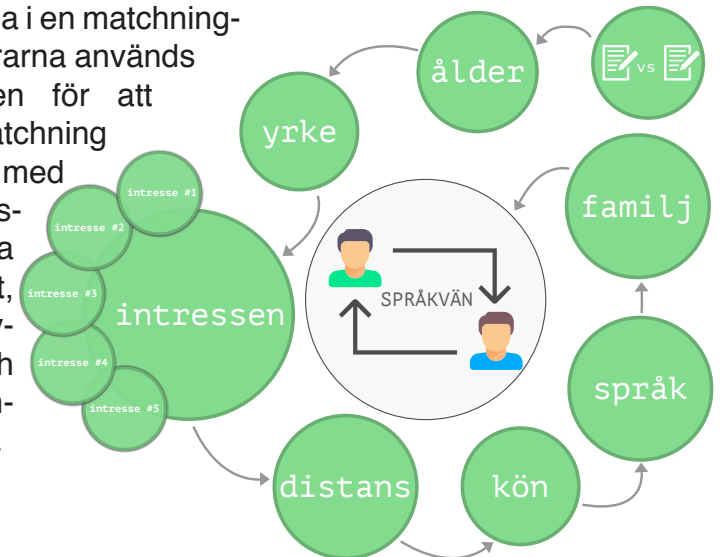 a i en matchning-
rarna används
en för att
atchning
med
s-
a
t,
v-
h
n-
.
vs
ålder
yrke
intressen
intresse #1
intresse #2
intresse #3
intresse #4
intresse #5
distans
kön
språk
familj
SPRÅKVÄN